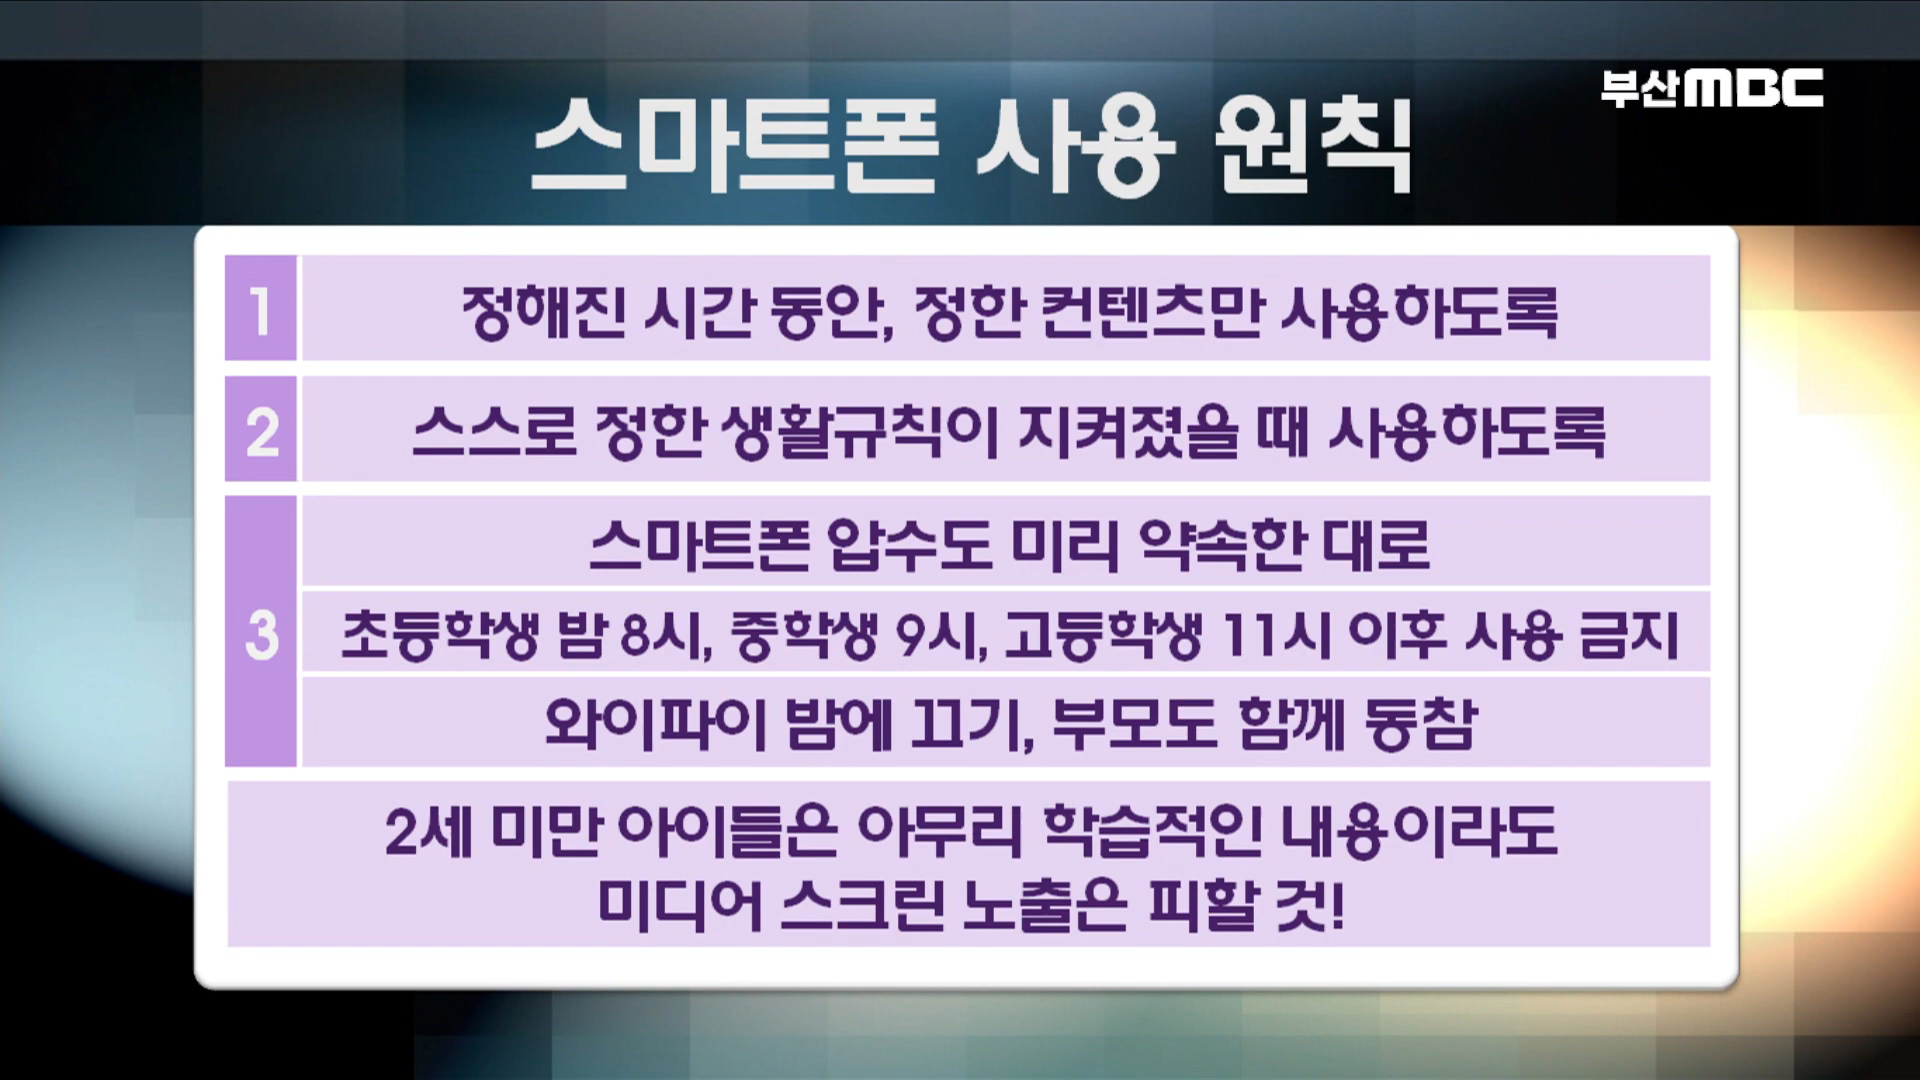 부산MBC
스마트폰 사용 원칙
1 정해진 시간 동안, 정한 컨텐츠만 사용하도록
2 스스로 정한 생활규칙이 지켜졌을 때 사용하도록
3 스마트폰 압수도 미리 약속한 대로
초등학생 밤 8시, 중학생 9시, 고등학생 11시 이후 사용 금지
와이파이 밤에 끄기, 부모도 함께 동참
2세 미만 아이들은 아무리 학습적인 내용이라도
미디어 스크린 노출은 피할 것!